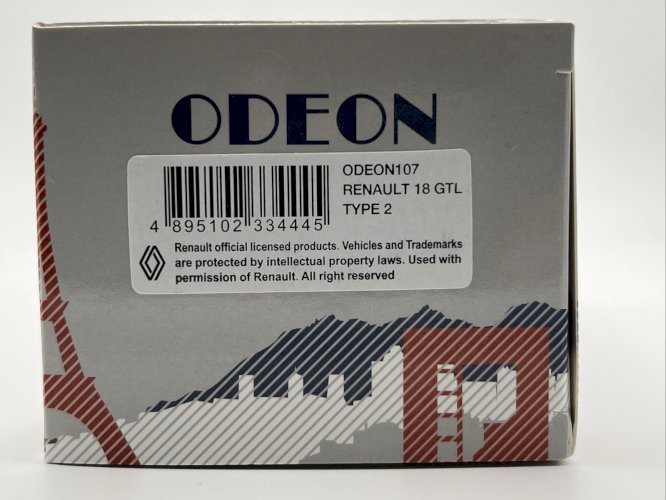 ODEON
ODEON107
RENAULT 18 GTL
TYPE 2
4 895102 334445
Renault official licensed products. Vehicles and Trademarks
are protected by intellectual property laws. Used with
permission of Renault. All right reserved